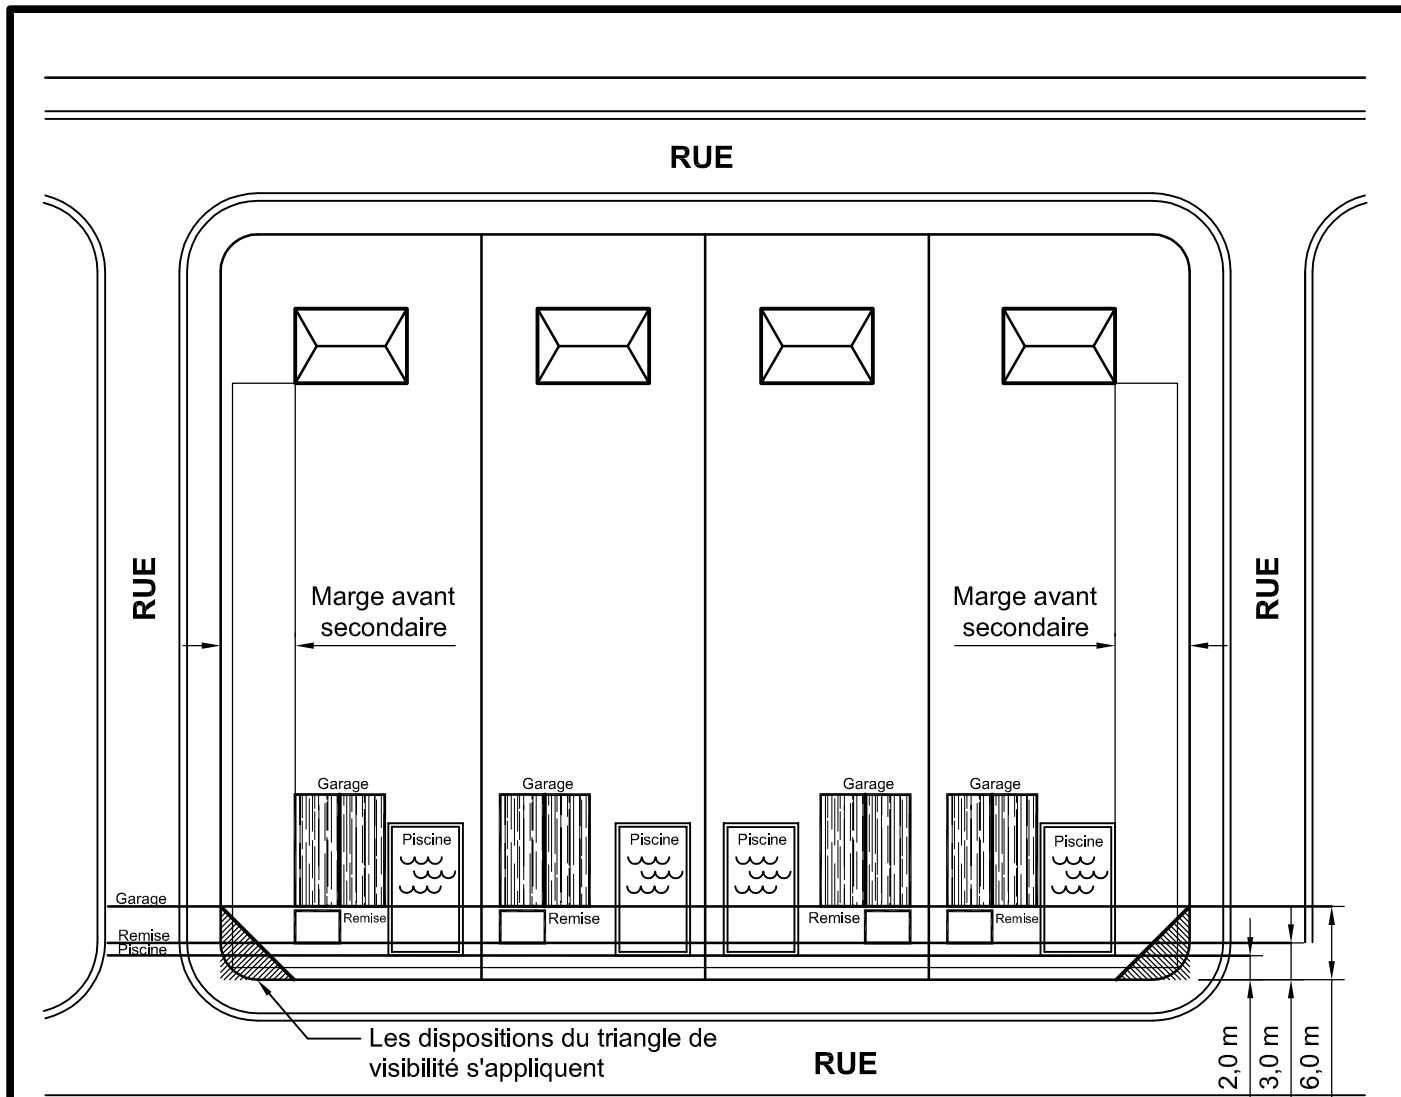 RUE
RUE
RUE
Marge avant
secondaire
Marge avant
secondaire
Garage
Garage
Garage
Garage
Piscine
Piscine
Piscine
Piscine
Garage
Remise
Remise
Remise
Remise
Remise
Piscine
Les dispositions du triangle de
visibilité s'appliquent
RUE
2,0 m
3,0 m
6,0 m